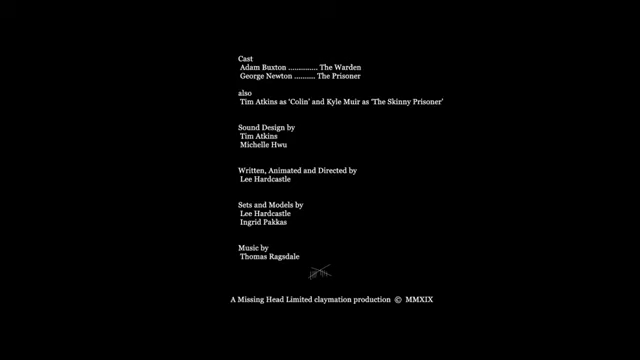 Cast
Adam Buxton ............... The Warden
George Newton .......... The Prisoner
also
Tim Atkins as 'Colin' and Kyle Muir as 'The Skinny Prisoner'
Sound Design by
Tim Atkins
Michelle Hwu
Written, Animated and Directed by
Lee Hardcastle
Sets and Models by
Lee Hardcastle
Ingrid Pakkas
Music by
Thomas Ragsdale
A Missing Head Limited claymation production © MMXIX